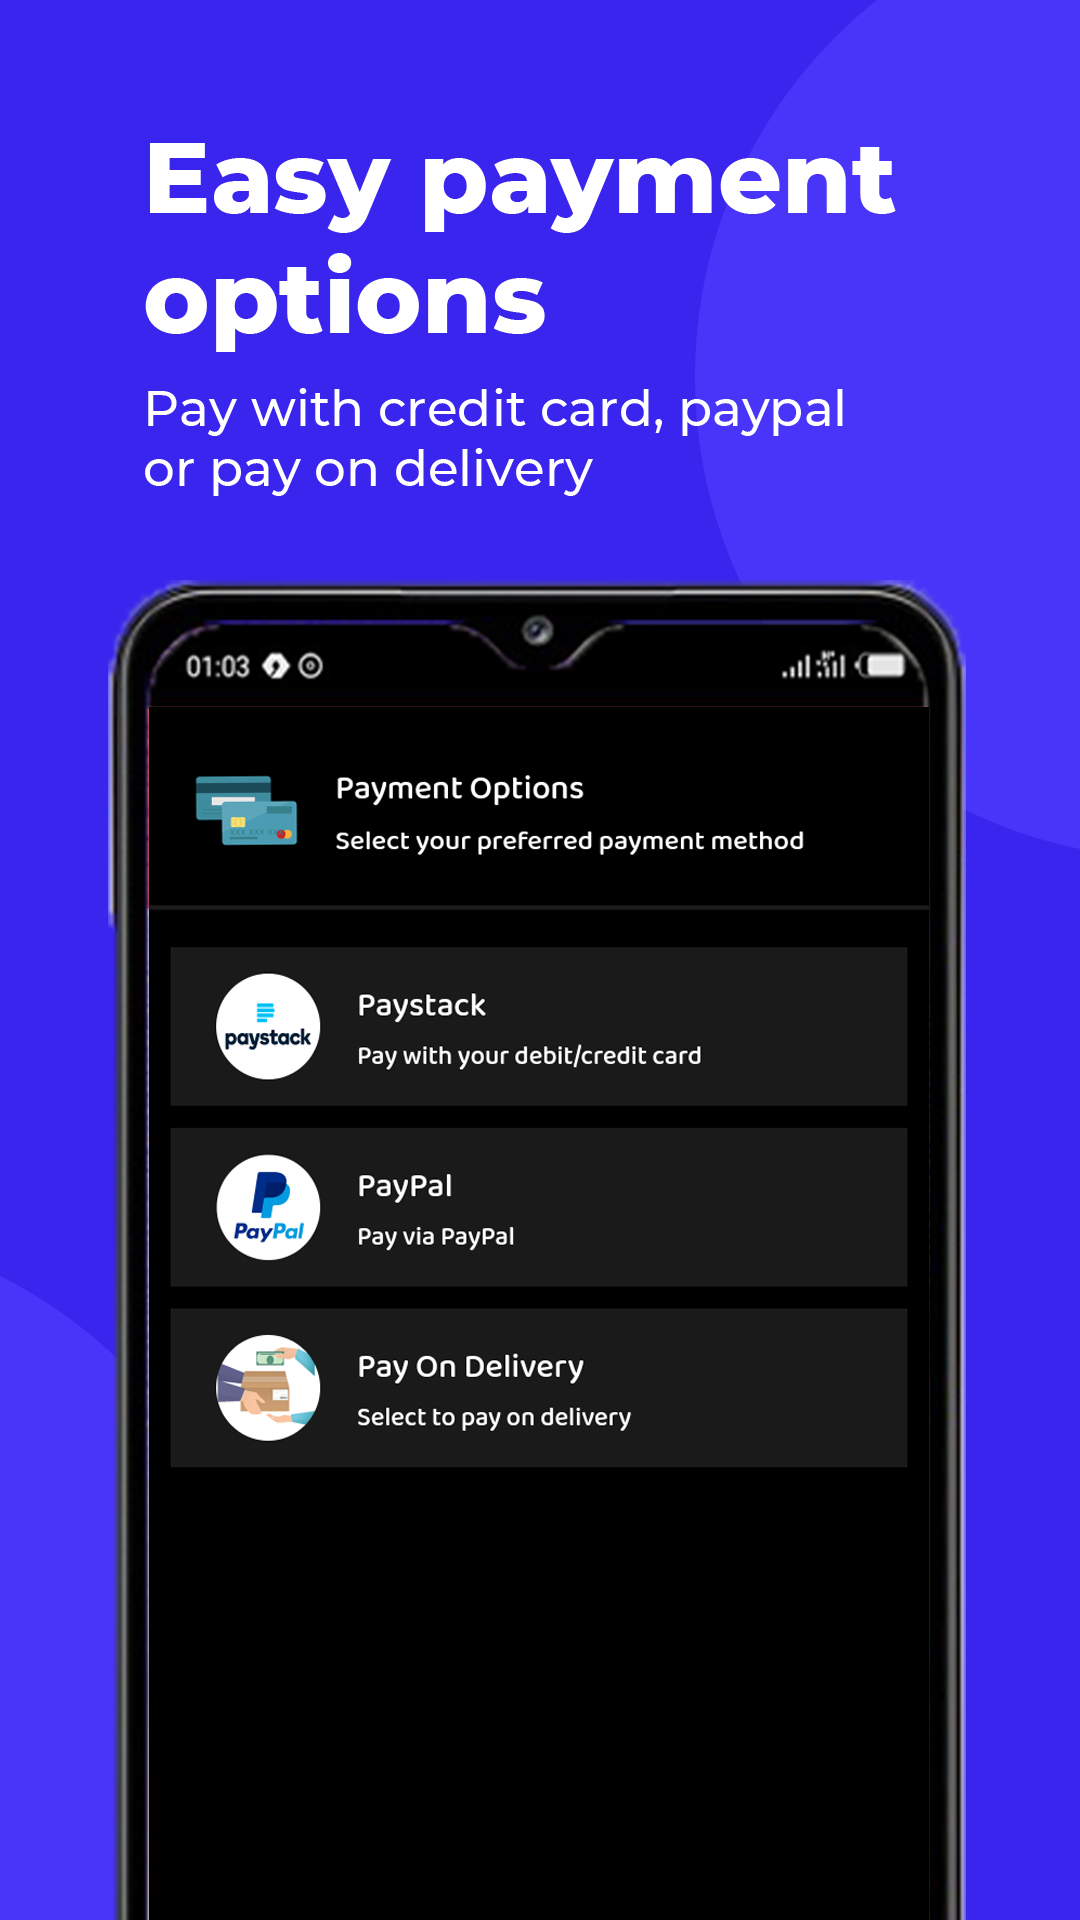 Easy payment
options
Pay with credit card, paypal
or pay on delivery
01:03
Payment Options
Select your preferred payment method
paystack
Paystack
Pay with your debit/credit card
PayPal
PayPal
Pay via PayPal
Pay On Delivery
Select to pay on delivery